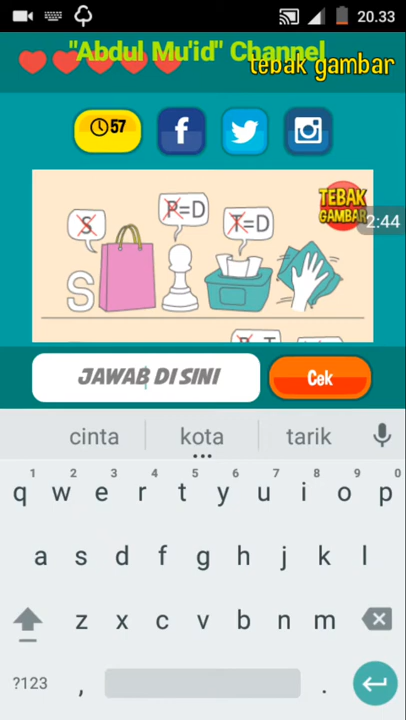 20.33
"Abdul Mu'id" Channel
tebak gambar
57
TEBAK
GAMBAR
2:44
S
P=D
T=D
S
JAWAB DI SINI
Cek
cinta kota tarik
1 2 3 4 5 6 7 8 9 0
q w e r t y u i o p
a s d f g h j k l
z x c v b n m
?123 , .